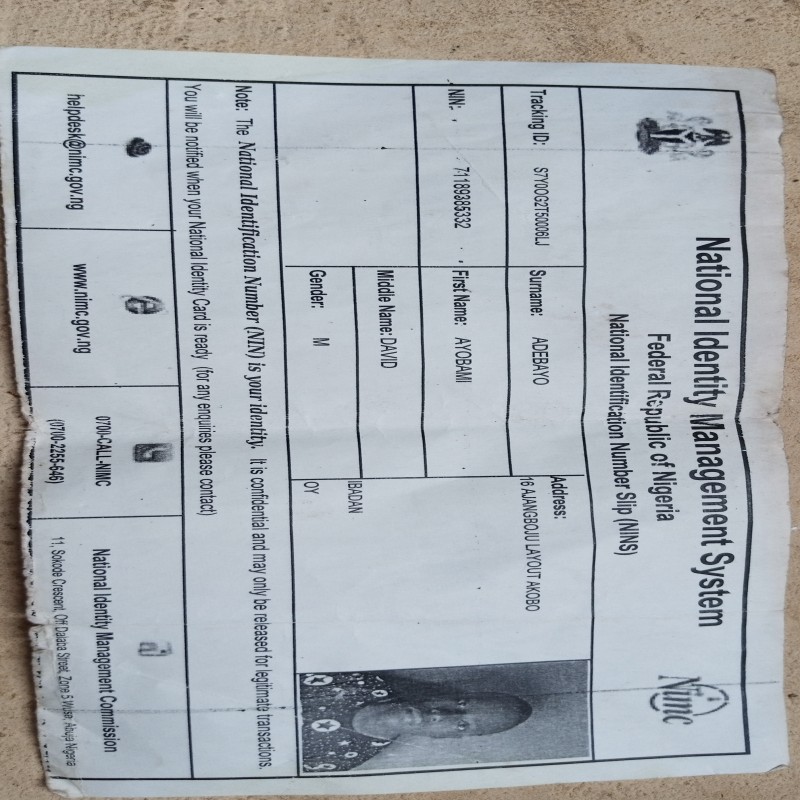 National Identity Management System
Federal Republic of Nigeria
National Identification Number Slip (NINS)
Nimc
Tracking ID: S7Y0OG2T50006LJ
Surname: ADEBAYO
Address:
16 AJANGBOJU LAYOUT AKOBO
NIN: 71189385332
First Name: AYOBAMI
Middle Name: DAVID
IBADAN
Gender: M
OY
Note: The National Identification Number (NIN) is your identity. It is confidential and may only be released for legitimate transactions.
You will be notified when your National Identity Card is ready (for any enquiries please contact)
helpdesk@nimc.gov.ng
www.nimc.gov.ng
0700-CALL-NIMC
(0700-2255-646)
National Identity Management Commission
11, Sokode Crescent, Off Dalaba Street, Zone 5 Wuse, Abuja Nigeria